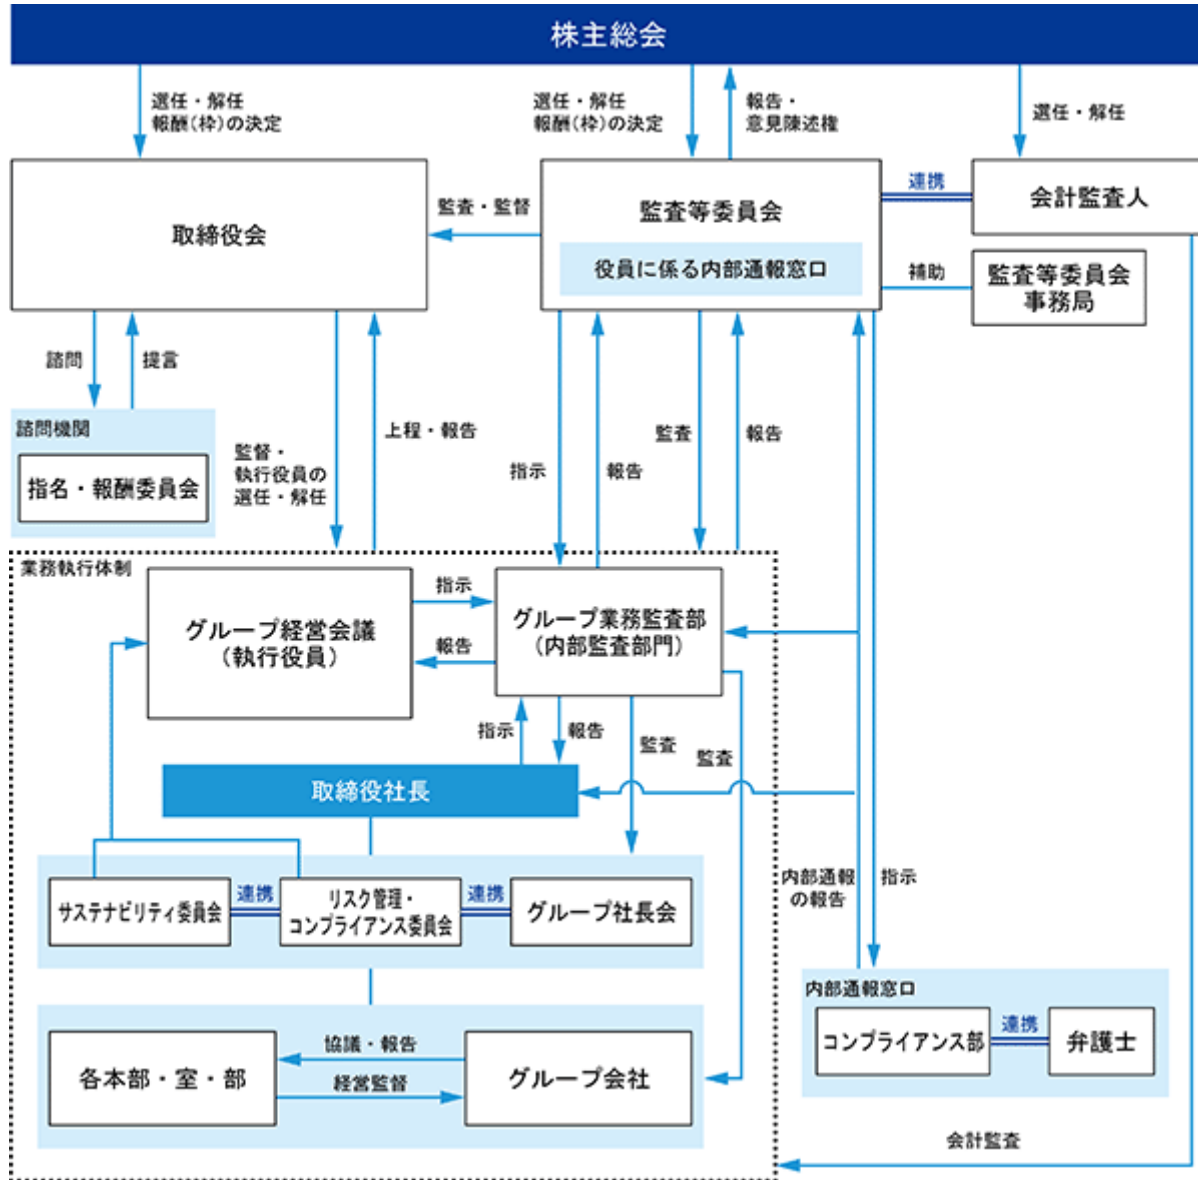 株主総会
選任・解任
報酬(枠)の決定
選任・解任
報酬(枠)の決定
報告・
意見陳述権
選任・解任
取締役会
監査・監督
監査等委員会
役員に係る内部通報窓口
連携
会計監査人
補助
監査等委員会
事務局
諮問
提言
諮問機関
指名・報酬委員会
監督・
執行役員の
選任・解任
上程・報告
指示
報告
監査
報告
業務執行体制
グループ経営会議
(執行役員)
指示
報告
グループ業務監査部
(内部監査部門)
指示
報告
監査
監査
取締役社長
サステナビリティ委員会
連携
リスク管理・
コンプライアンス委員会
連携
グループ社長会
内部通報
の報告
指示
各本部・室・部
協議・報告
経営監督
グループ会社
内部通報窓口
コンプライアンス部
連携
弁護士
会計監査